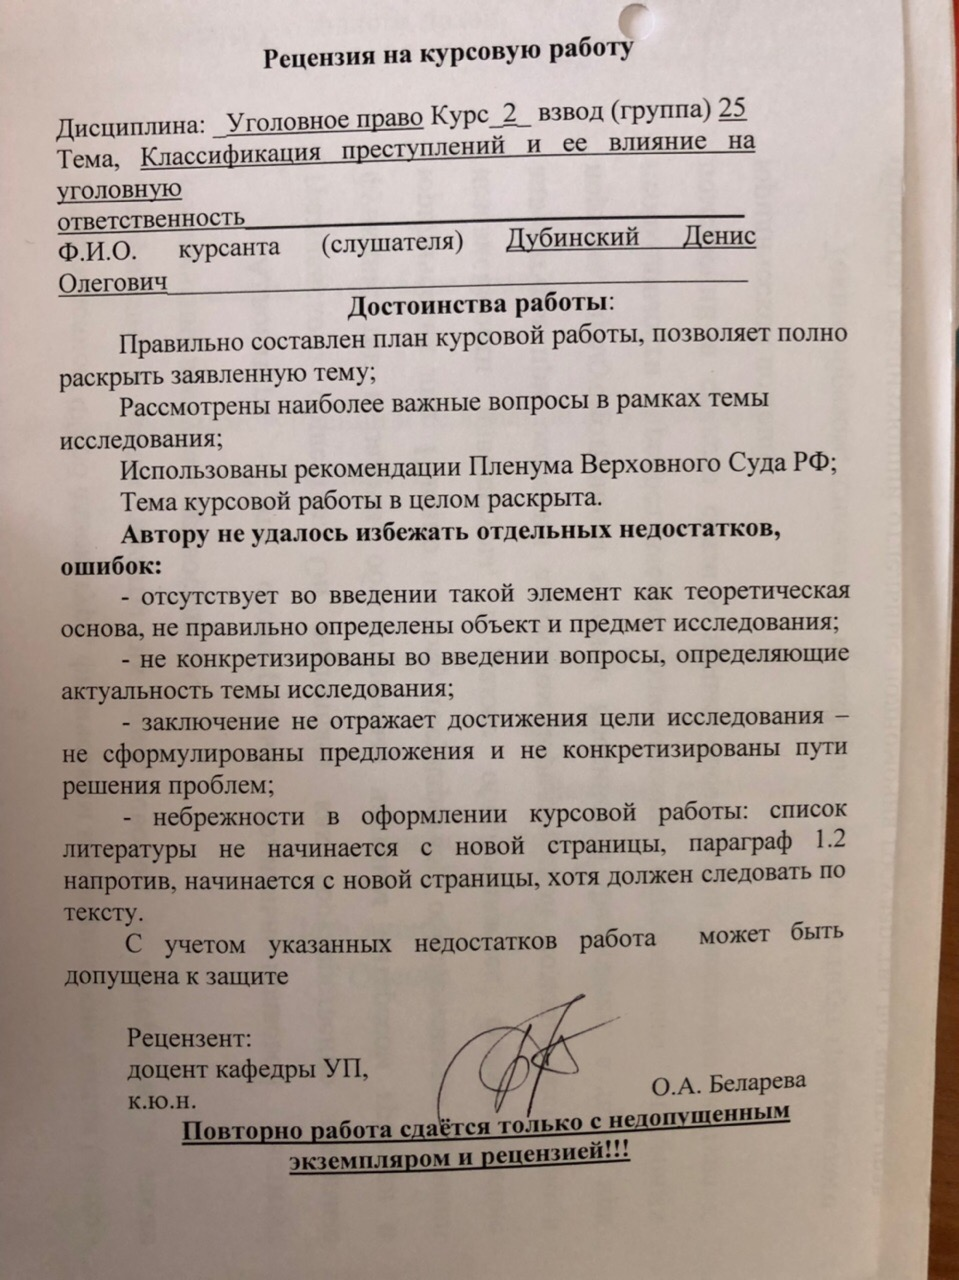 Рецензия на курсовую работу
Дисциплина: _Уголовное право Курс_2_ взвод (группа) 25
Тема, Классификация преступлений и ее влияние на
уголовную
ответственность
Ф.И.О. курсанта (слушателя) Дубинский Денис
Олегович
Достоинства работы:
Правильно составлен план курсовой работы, позволяет полно
раскрыть заявленную тему;
Рассмотрены наиболее важные вопросы в рамках темы
исследования;
Использованы рекомендации Пленума Верховного Суда РФ;
Тема курсовой работы в целом раскрыта.
Автору не удалось избежать отдельных недостатков,
ошибок:
- отсутствует во введении такой элемент как теоретическая
основа, не правильно определены объект и предмет исследования;
- не конкретизированы во введении вопросы, определяющие
актуальность темы исследования;
- заключение не отражает достижения цели исследования –
не сформулированы предложения и не конкретизированы пути
решения проблем;
- небрежности в оформлении курсовой работы: список
литературы не начинается с новой страницы, параграф 1.2
напротив, начинается с новой страницы, хотя должен следовать по
тексту.
С учетом указанных недостатков работа может быть
допущена к защите
Рецензент:
доцент кафедры УП,
к.ю.н.
О.А. Беларева
Повторно работа сдаётся только с недопущенным
экземпляром и рецензией!!!